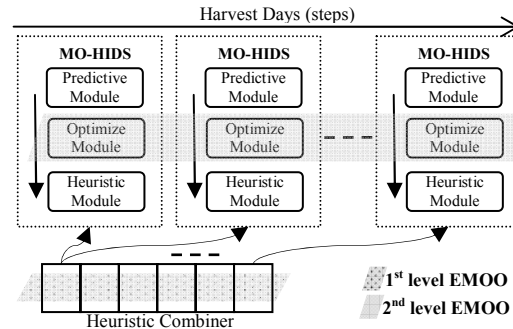 Harvest Days (steps)
MO-HIDS
Predictive
Module
Optimize
Module
Heuristic
Module
MO-HIDS
Predictive
Module
Optimize
Module
Heuristic
Module
MO-HIDS
Predictive
Module
Optimize
Module
Heuristic
Module
1st level EMOO
2nd level EMOO
Heuristic Combiner